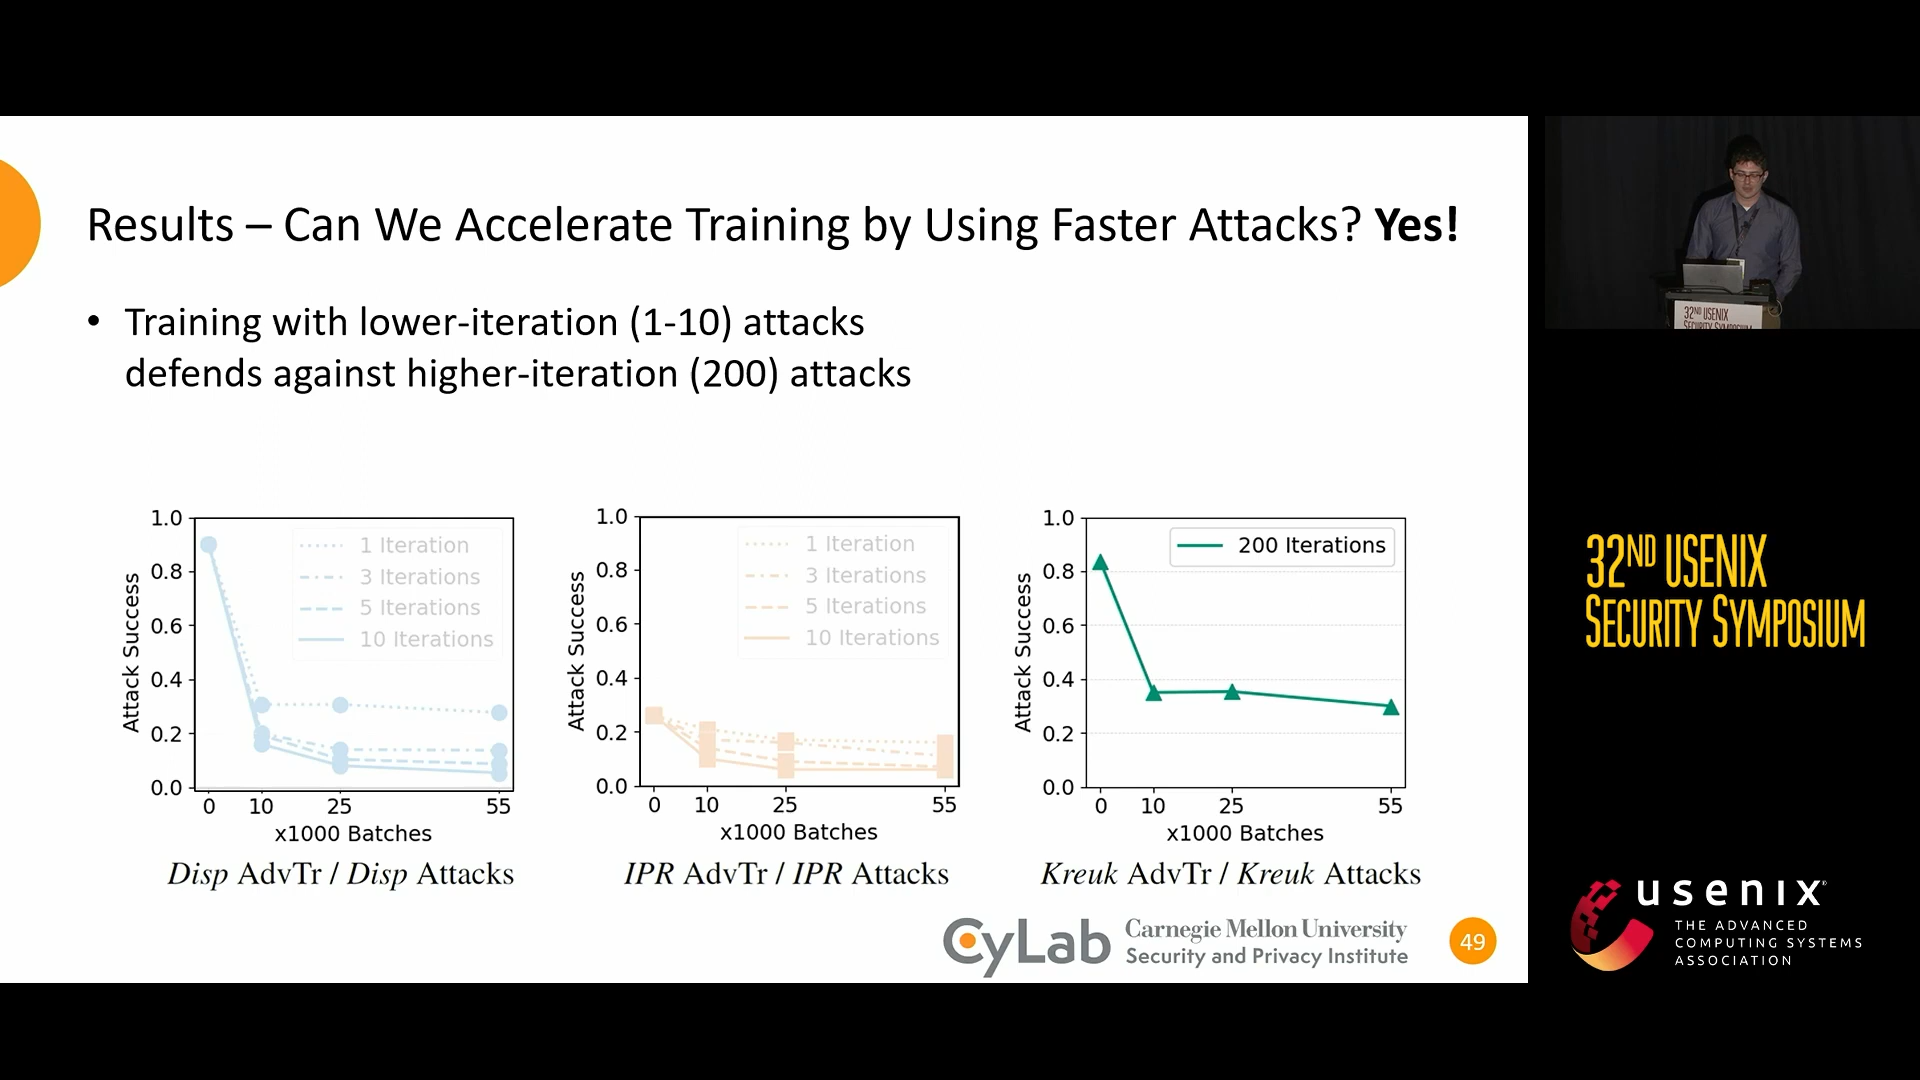 Results – Can We Accelerate Training by Using Faster Attacks? Yes!
• Training with lower-iteration (1-10) attacks
defends against higher-iteration (200) attacks
1.0
0.8
0.6
0.4
0.2
0.0
Attack Success
1 Iteration
3 Iterations
5 Iterations
10 Iterations
0 10 25 55
x1000 Batches
Disp AdvTr / Disp Attacks
1.0
0.8
0.6
0.4
0.2
0.0
Attack Success
1 Iteration
3 Iterations
5 Iterations
10 Iterations
0 10 25 55
x1000 Batches
IPR AdvTr / IPR Attacks
1.0
0.8
0.6
0.4
0.2
0.0
Attack Success
200 Iterations
0 10 25 55
x1000 Batches
Kreuk AdvTr / Kreuk Attacks
CyLab
Carnegie Mellon University
Security and Privacy Institute
49
32ND USENIX
SECURITY SYMPOSIUM
32ND USENIX
SECURITY SYMPOSIUM
usenix®
THE ADVANCED
COMPUTING SYSTEMS
ASSOCIATION